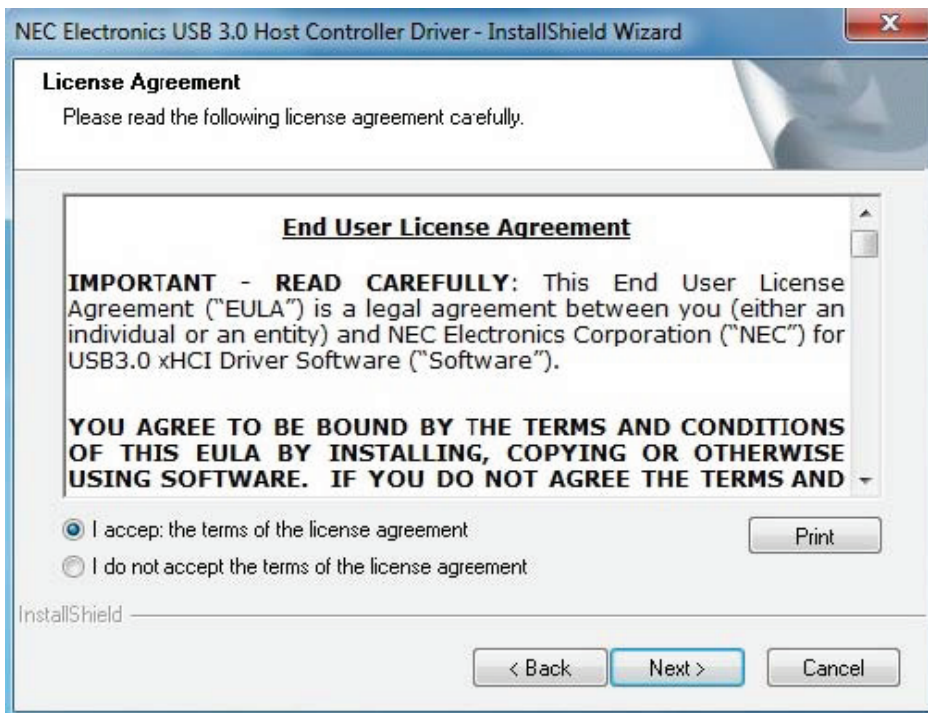 NEC Electronics USB 3.0 Host Controller Driver - InstallShield Wizard
License Agreement
Please read the following license agreement carefully.
End User License Agreement
IMPORTANT - READ CAREFULLY: This End User License
Agreement (“EULA”) is a legal agreement between you (either an
individual or an entity) and NEC Electronics Corporation (“NEC”) for
USB3.0 xHCI Driver Software (“Software”).
YOU AGREE TO BE BOUND BY THE TERMS AND CONDITIONS
OF THIS EULA BY INSTALLING, COPYING OR OTHERWISE
USING SOFTWARE. IF YOU DO NOT AGREE THE TERMS AND
I accep: the terms of the license agreement
Print
I do not accept the terms of the license agreement
InstallShield
< Back
Next >
Cancel